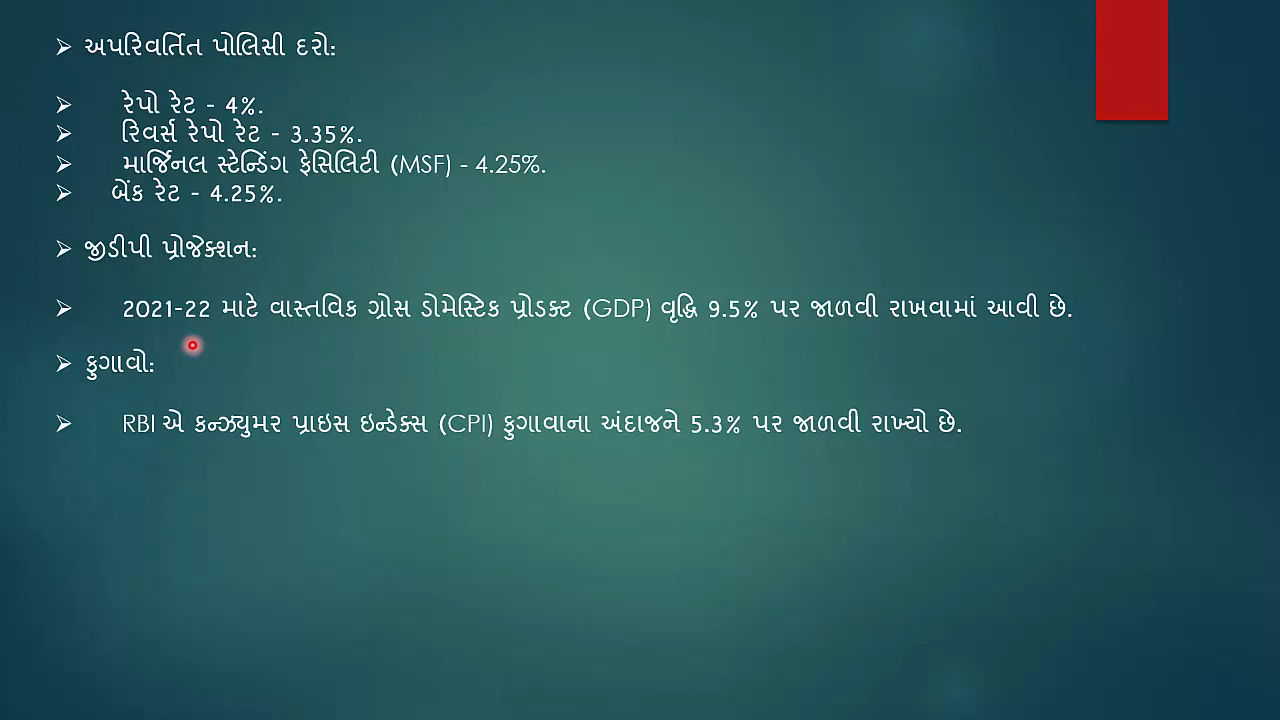 અપરિવર્તિત પોલિસી દરો:
રેપો રેટ - 4%.
રિવર્સ રેપો રેટ - 3.35%.
માર્જિનલ સ્ટેન્ડિંગ ફેસિલિટી (MSF) - 4.25%.
બેંક રેટ - 4.25%.
જીડીપી પ્રોજેક્શન:
2021-22 માટે વાસ્તવિક ગ્રોસ ડોમેસ્ટિક પ્રોડક્ટ (GDP) વૃદ્ધિ 9.5% પર જાળવી રાખવામાં આવી છે.
ફુગાવો:
RBI એ કન્ઝ્યુમર પ્રાઇસ ઇન્ડેક્સ (CPI) ફુગાવાના અંદાજને 5.3% પર જાળવી રાખ્યો છે.